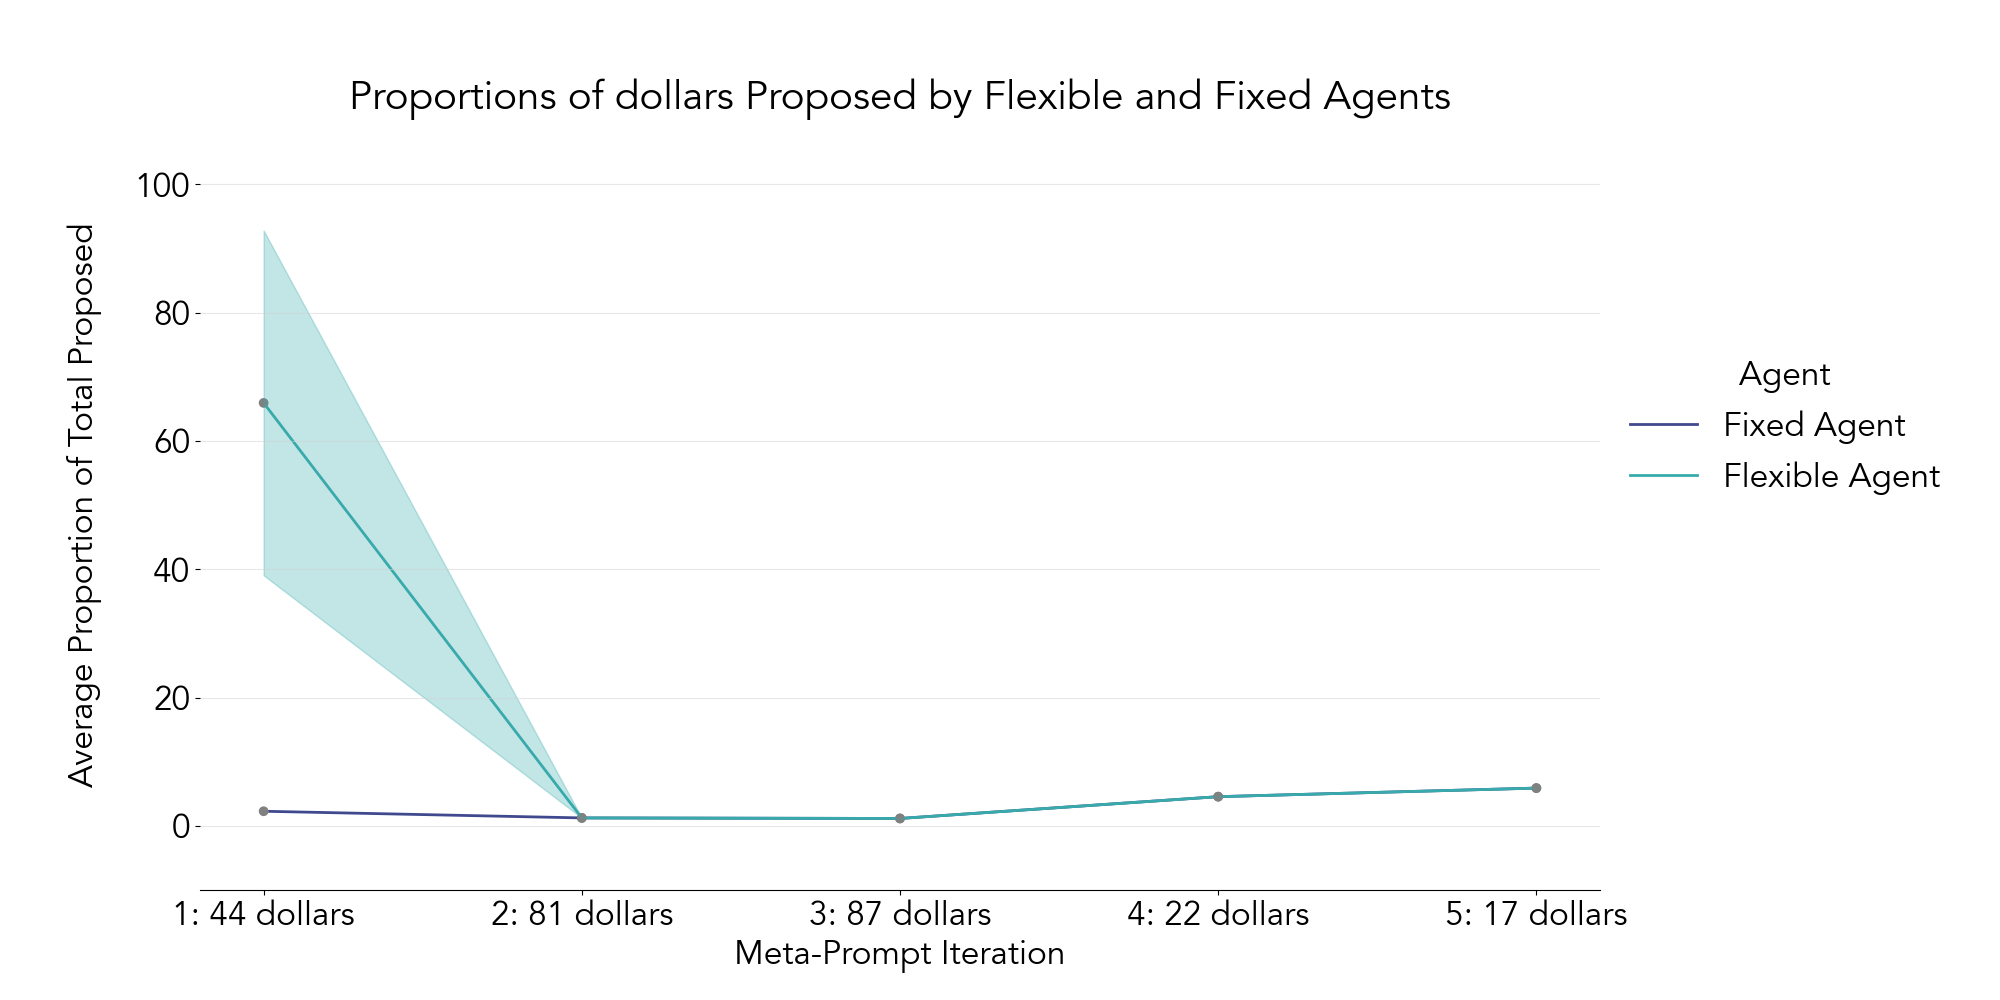 Proportions of dollars Proposed by Flexible and Fixed Agents
Average Proportion of Total Proposed
100
80
60
40
20
0
1: 44 dollars
2: 81 dollars
3: 87 dollars
4: 22 dollars
5: 17 dollars
Meta-Prompt Iteration
Agent
Fixed Agent
Flexible Agent